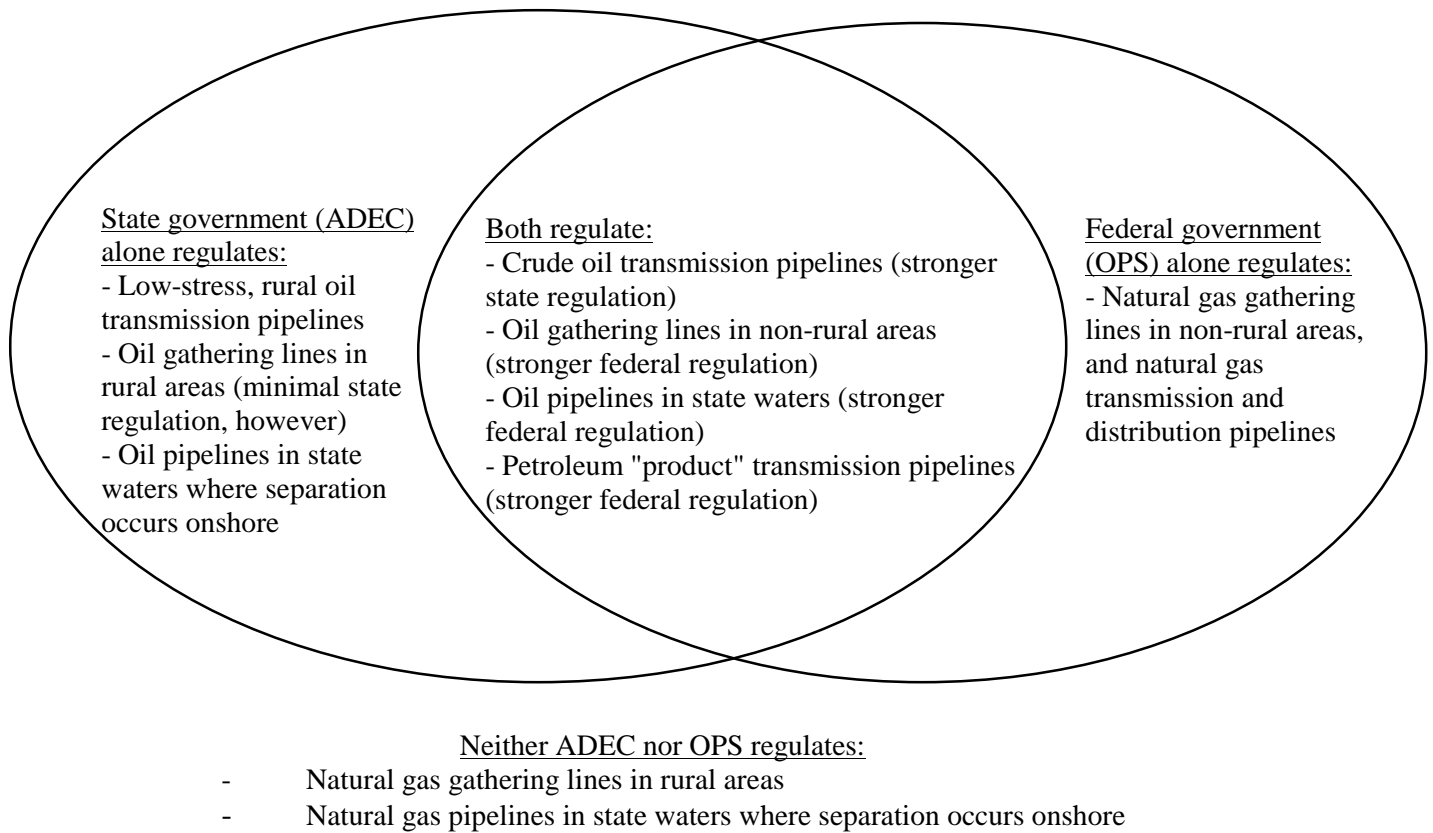 State government (ADEC)
alone regulates:
- Low-stress, rural oil
transmission pipelines
- Oil gathering lines in
rural areas (minimal state
regulation, however)
- Oil pipelines in state
waters where separation
occurs onshore
Both regulate:
- Crude oil transmission pipelines (stronger
state regulation)
- Oil gathering lines in non-rural areas
(stronger federal regulation)
- Oil pipelines in state waters (stronger
federal regulation)
- Petroleum "product" transmission pipelines
(stronger federal regulation)
Federal government
(OPS) alone regulates:
- Natural gas gathering
lines in non-rural areas,
and natural gas
transmission and
distribution pipelines
Neither ADEC nor OPS regulates:
- Natural gas gathering lines in rural areas
- Natural gas pipelines in state waters where separation occurs onshore